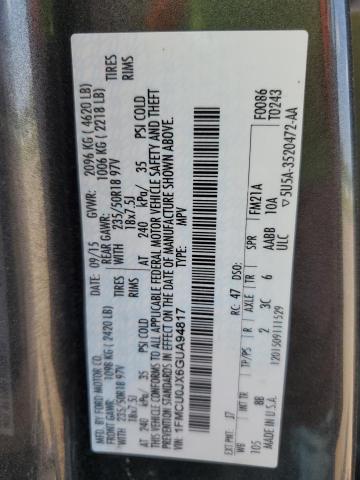 MFD. BY FORD MOTOR CO.
DATE: 09/15 GVWR: 2096 KG ( 4620 LB)
FRONT GAWR: 1098 KG (2420 LB) REAR GAWR: 1006 KG ( 2218 LB)
WITH 235/50R18 97V TIRES WITH 235/50R18 97V TIRES
18x7.5J RIMS 18x7.5J RIMS
AT 240 kPa/ 35 PSI COLD AT 240 kPa/ 35 PSI COLD
THIS VEHICLE CONFORMS TO ALL APPLICABLE FEDERAL MOTOR VEHICLE SAFETY AND THEFT
PREVENTION STANDARDS IN EFFECT ON THE DATE OF MANUFACTURE SHOWN ABOVE.
VIN: 1FMCU0JX6GUA94817
TYPE: MPV
F0086
T0243
EXT PNT: J7 RC: 47 DSO: FM21A
WB INT TR TP/PS R AXLE TR SPR
105 8B 2 3C 6 AABB 10A
ULC
▽5U5A-3520472-AA
1201509111529